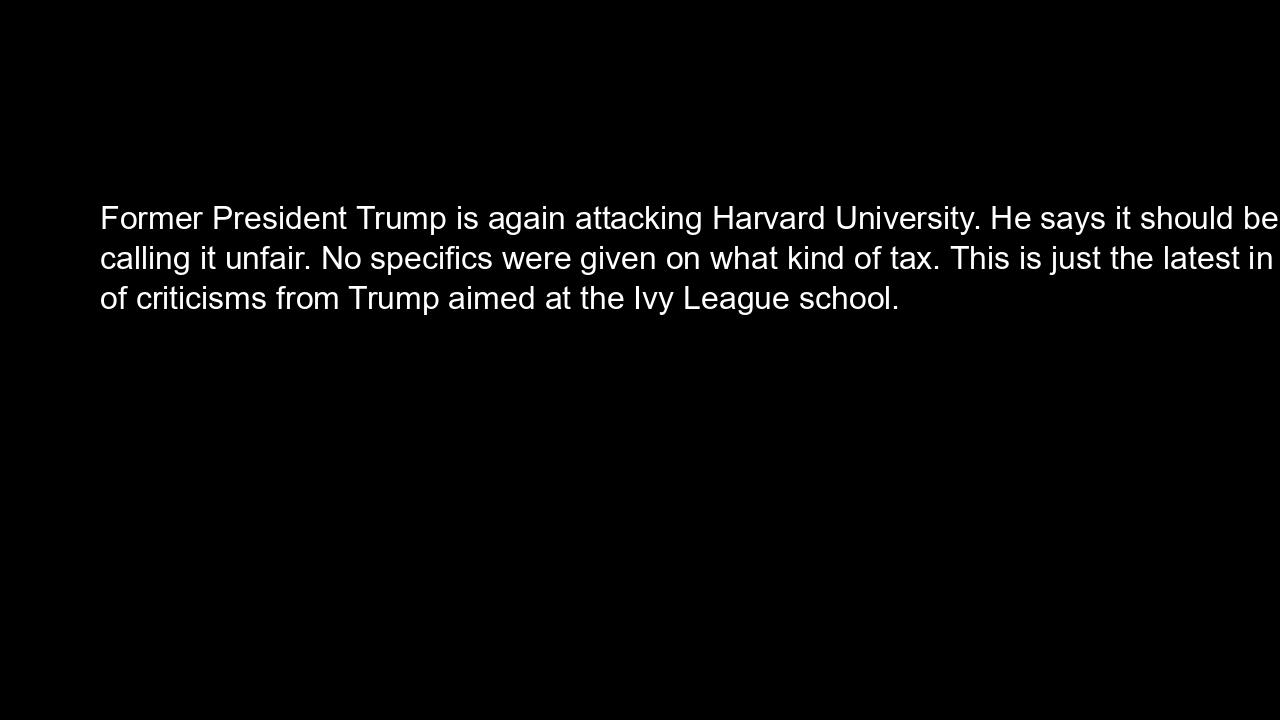 Former President Trump is again attacking Harvard University. He says it should be
calling it unfair. No specifics were given on what kind of tax. This is just the latest in
of criticisms from Trump aimed at the Ivy League school.